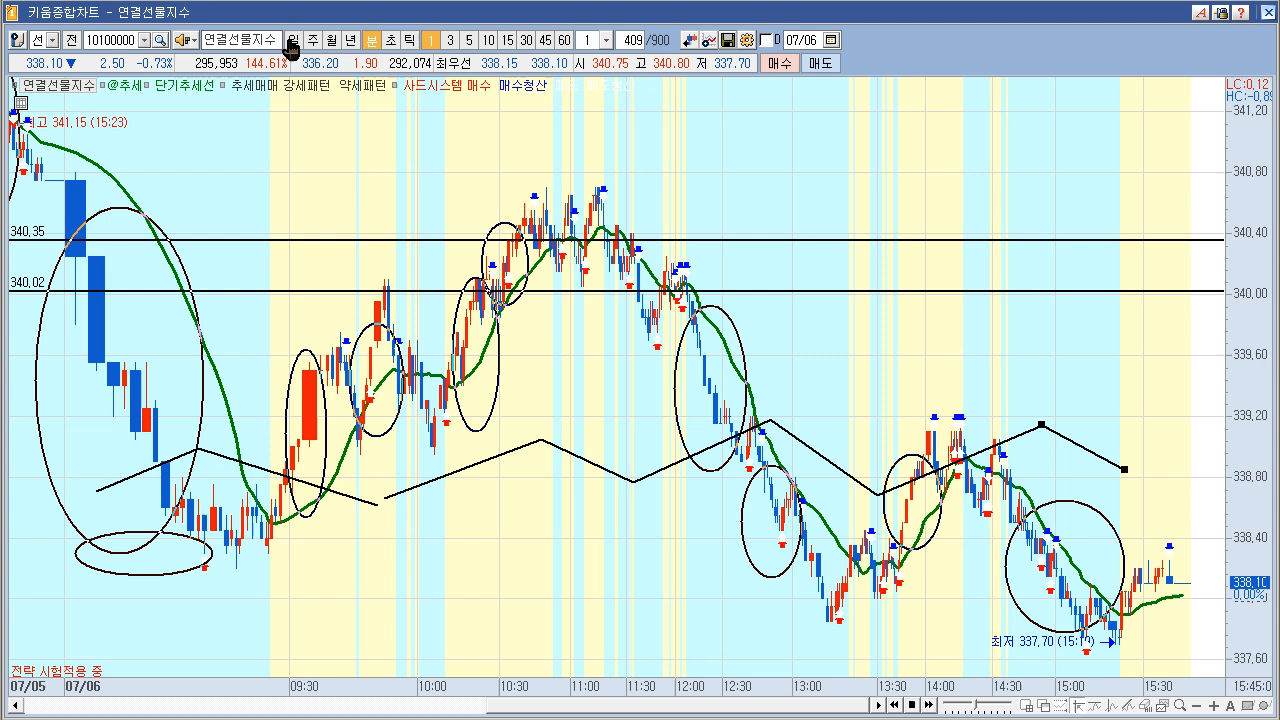 키움종합차트 - 연결선물지수
선 전 10100000 연결선물지수 주 월 년 분 초 틱 1 3 5 10 15 30 45 60 1 409 /900 D 07/06
338.10 ▼ 2.50 -0.73% 295,953 144.61% 336.20 1.90 292,074 최우선 338.15 338.10 시 340.75 고 340.80 저 337.70 매수 매도
연결선물지수 @추세 단기추세선 추세매매 강세패턴 약세패턴 사드시스템 매수 매수청산
LC:0.12
HC:-0.89
341.15 (15:23)
341.20
340.80
340.35
340.40
340.02
340.00
339.60
339.20
338.80
338.40
338.10
0.00%
최저 337.70
337.60
전략 시험적용 중
07/05 07/06 09:30 10:00 10:30 11:00 11:30 12:00 12:30 13:00 13:30 14:00 14:30 15:00 15:30 15:45:0